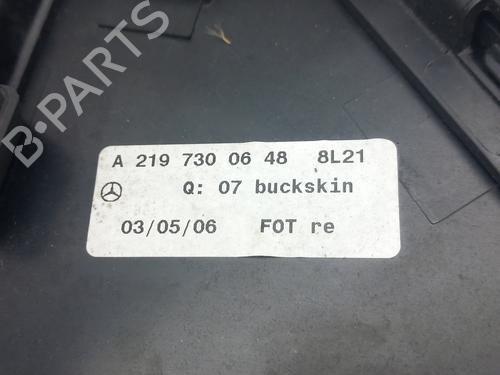 B-PARTS
A 219 730 06 48 8L21
Q: 07 buckskin
03/05/06 FOT re